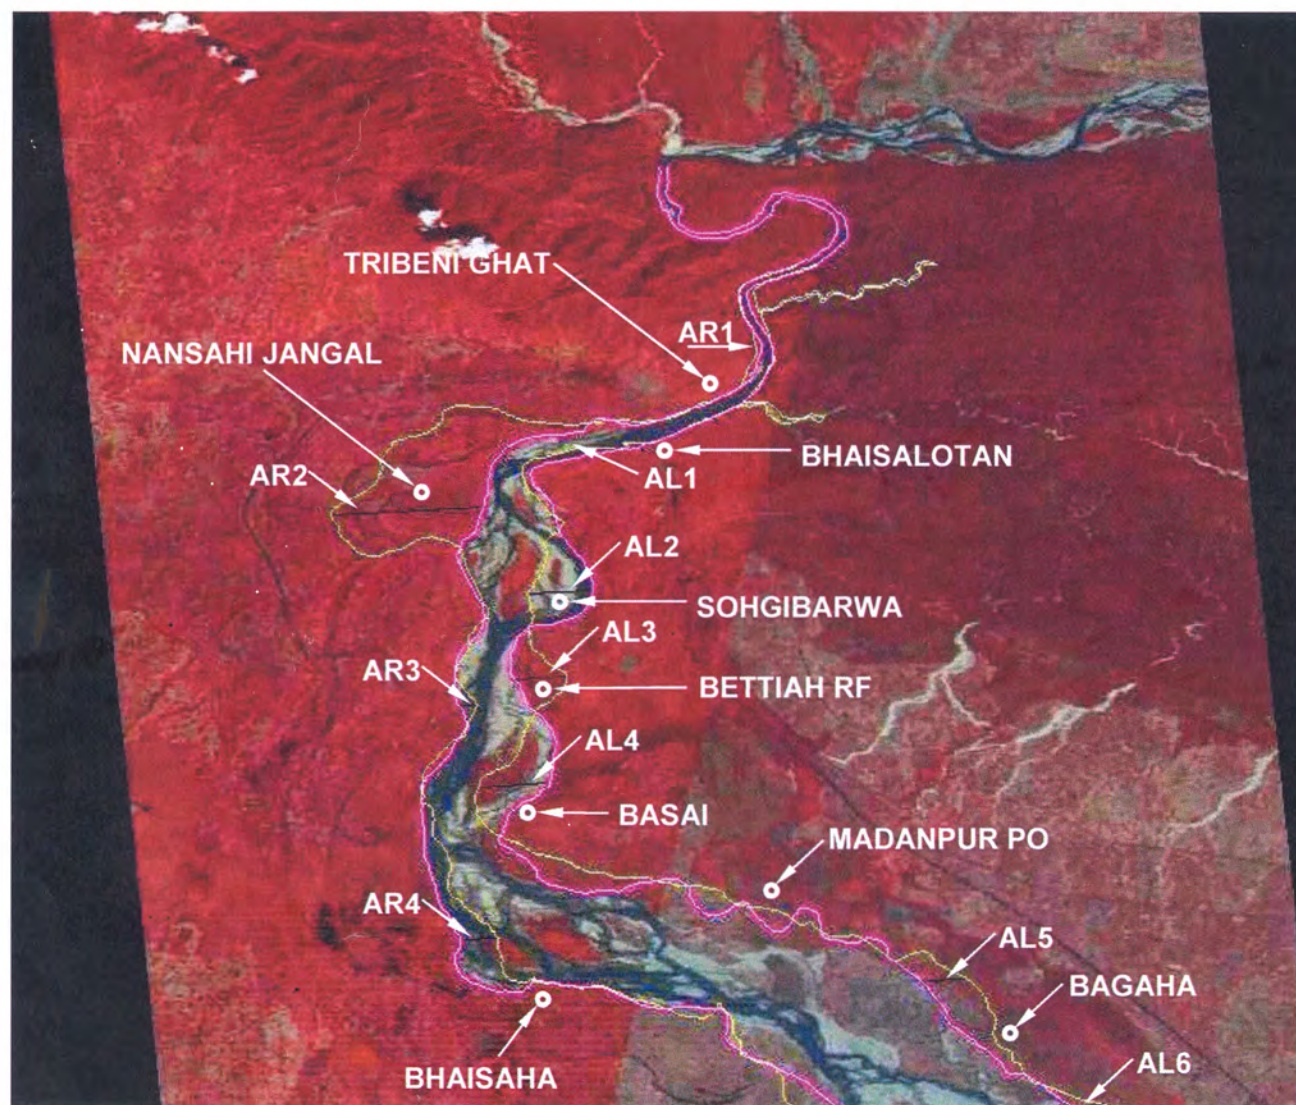 TRIBENI GHAT
AR1
NANSAHI JANGAL
BHAISALOTAN
AR2
AL1
AL2
SOHGIBARWA
AL3
AR3
BETTIAH RF
AL4
BASAI
MADANPUR PO
AR4
AL5
BAGAHA
AL6
BHAISAHA